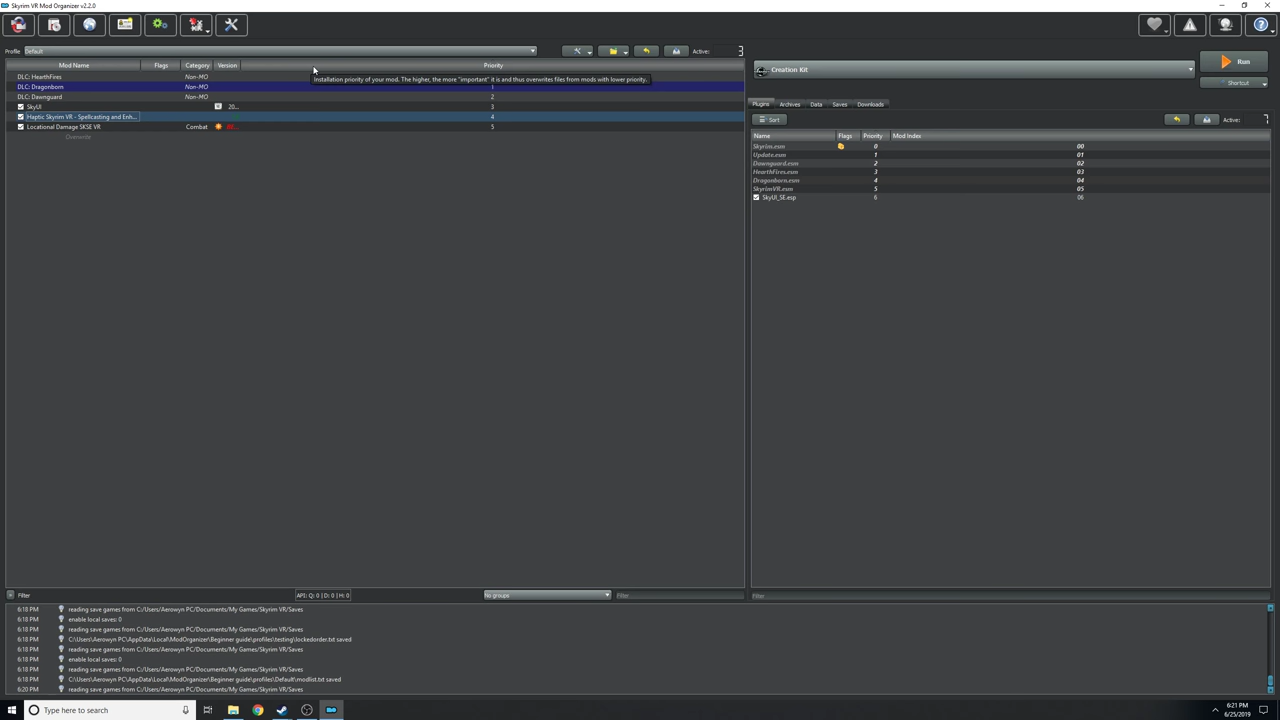 Skyrim VR Mod Organizer v2.2.0
Profile Default Active: 3
Mod Name Flags Category Version Priority
DLC: HearthFires Non-MO
Installation priority of your mod. The higher, the more "important" it is and thus overwrites files from mods with lower priority.
DLC: Dragonborn Non-MO 1
DLC: Dawnguard Non-MO 2
SkyUI 20... 3
Haptic Skyrim VR - Spellcasting and Enh... 4
Locational Damage SKSE VR Combat 5
Overwrite
Filter API: Q: 0 | D: 0 | H: 0 No groups Filter
Creation Kit
Run
Shortcut
Plugins Archives Data Saves Downloads
Sort Active:
Name Flags Priority Mod Index
Skyrim.esm 0 00
Update.esm 1 01
Dawnguard.esm 2 02
HearthFires.esm 3 03
Dragonborn.esm 4 04
SkyrimVR.esm 5 05
SkyUI_SE.esp 6 06
Filter
6:18 PM reading save games from C:/Users/Aerowyn PC/Documents/My Games/Skyrim VR/Saves
6:18 PM enable local saves: 0
6:18 PM reading save games from C:/Users/Aerowyn PC/Documents/My Games/Skyrim VR/Saves
6:18 PM C:\Users\Aerowyn PC\AppData\Local\ModOrganizer\Beginner guide\profiles\testing\lockedorder.txt saved
6:18 PM reading save games from C:/Users/Aerowyn PC/Documents/My Games/Skyrim VR/Saves
6:18 PM enable local saves: 0
6:18 PM reading save games from C:/Users/Aerowyn PC/Documents/My Games/Skyrim VR/Saves
6:18 PM C:\Users\Aerowyn PC\AppData\Local\ModOrganizer\Beginner guide\profiles\Default\modlist.txt saved
6:20 PM reading save games from C:/Users/Aerowyn PC/Documents/My Games/Skyrim VR/Saves
Type here to search
6:21 PM
6/25/2019